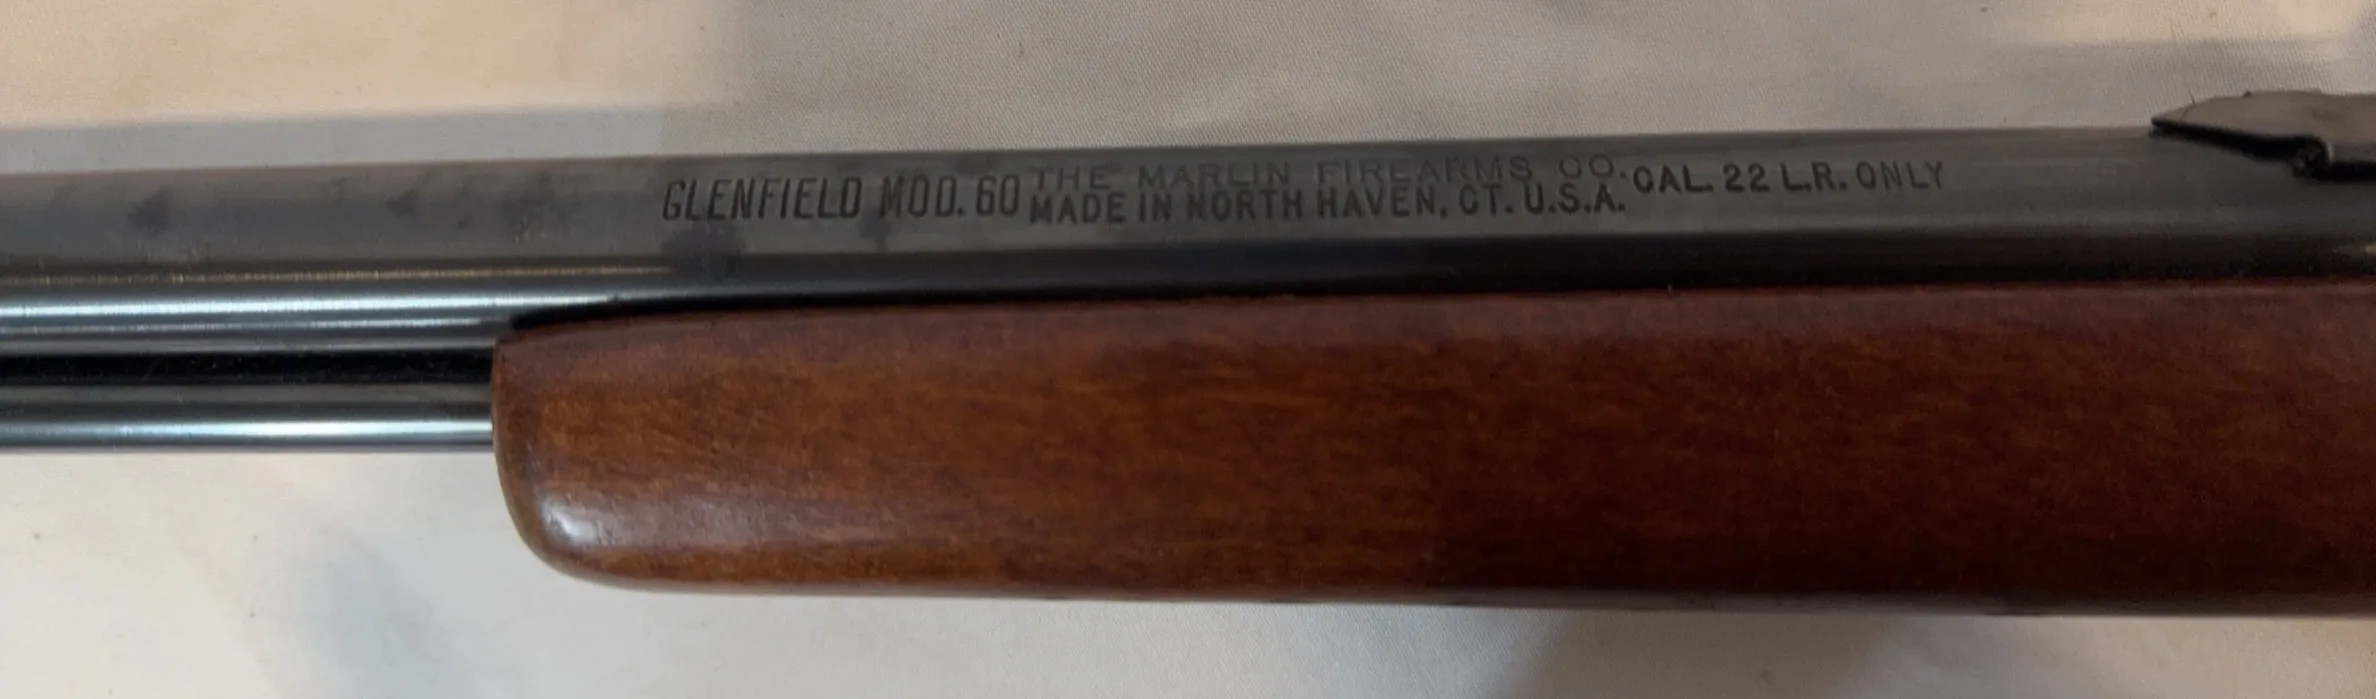 GLENFIELD MOD. 60
THE MARLIN FIREARMS CO.
MADE IN NORTH HAVEN, CT. U.S.A.
CAL. 22 L.R. ONLY